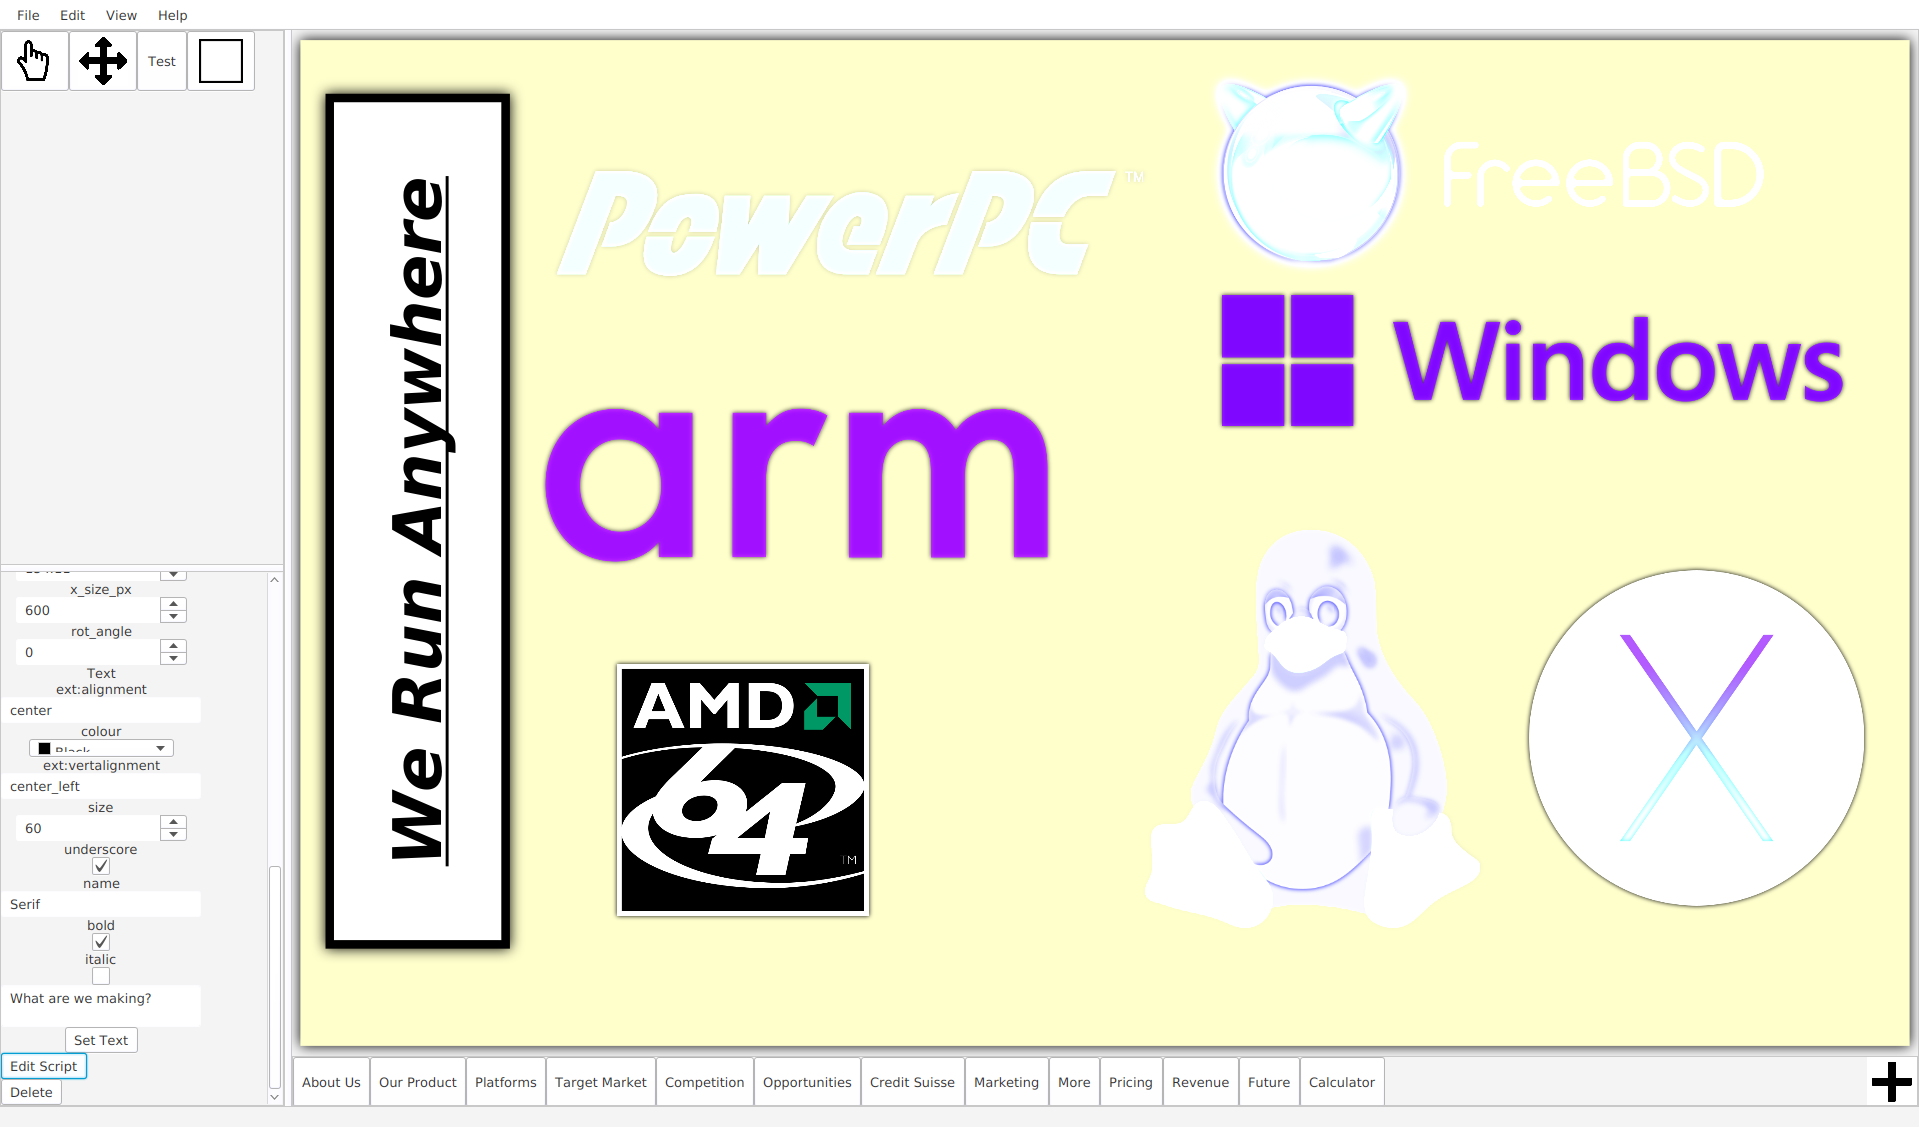 File Edit View Help
Test
x_size_px
600
rot_angle
0
Text
ext:alignment
center
colour
Black
ext:vertalignment
center_left
size
60
underscore
name
Serif
bold
italic
What are we making?
Set Text
Edit Script
Delete
We Run Anywhere
PowerPC™
FreeBSD
Windows
arm
AMD
64
TM
X
About Us Our Product Platforms Target Market Competition Opportunities Credit Suisse Marketing More Pricing Revenue Future Calculator